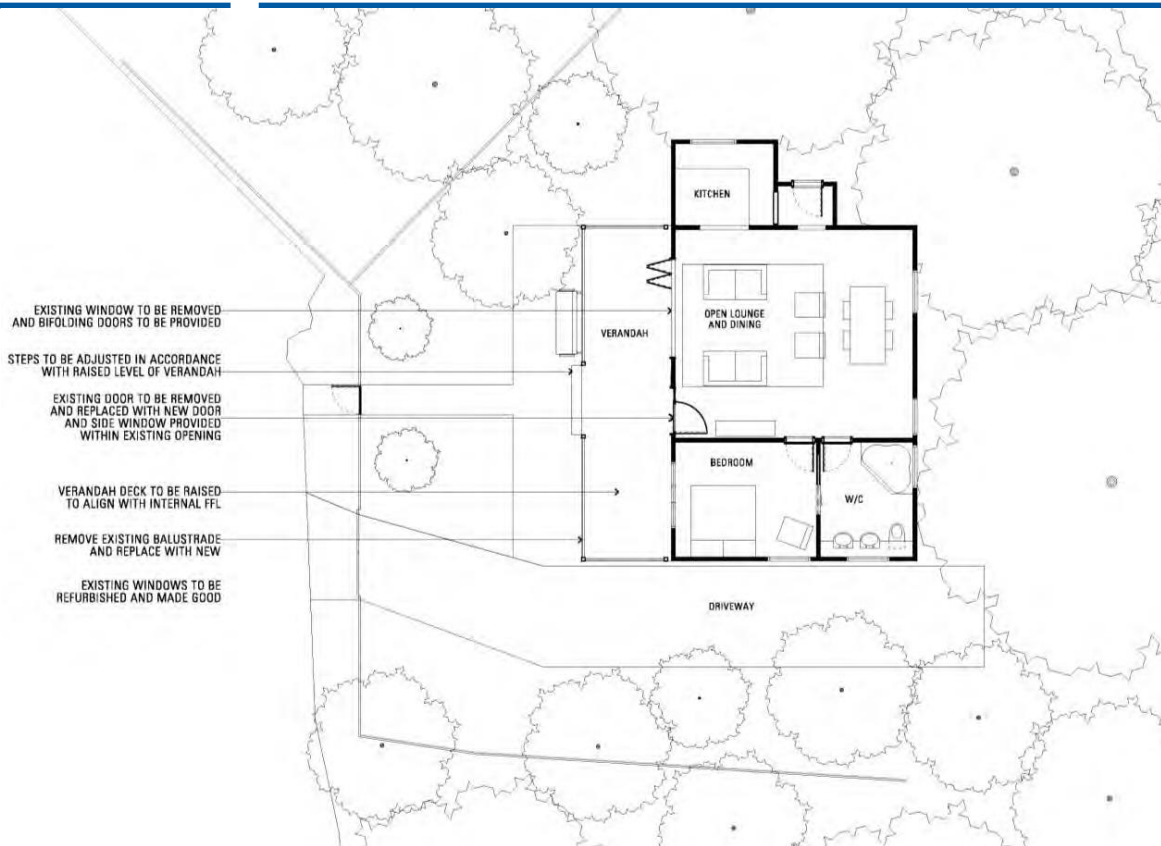 KITCHEN
EXISTING WINDOW TO BE REMOVED
AND BIFOLDING DOORS TO BE PROVIDED
OPEN LOUNGE
AND DINING
VERANDAH
STEPS TO BE ADJUSTED IN ACCORDANCE
WITH RAISED LEVEL OF VERANDAH
EXISTING DOOR TO BE REMOVED
AND REPLACED WITH NEW DOOR
AND SIDE WINDOW PROVIDED
WITHIN EXISTING OPENING
BEDROOM
W/C
VERANDAH DECK TO BE RAISED
TO ALIGN WITH INTERNAL FFL
REMOVE EXISTING BALUSTRADE
AND REPLACE WITH NEW
EXISTING WINDOWS TO BE
REFURBISHED AND MADE GOOD
DRIVEWAY